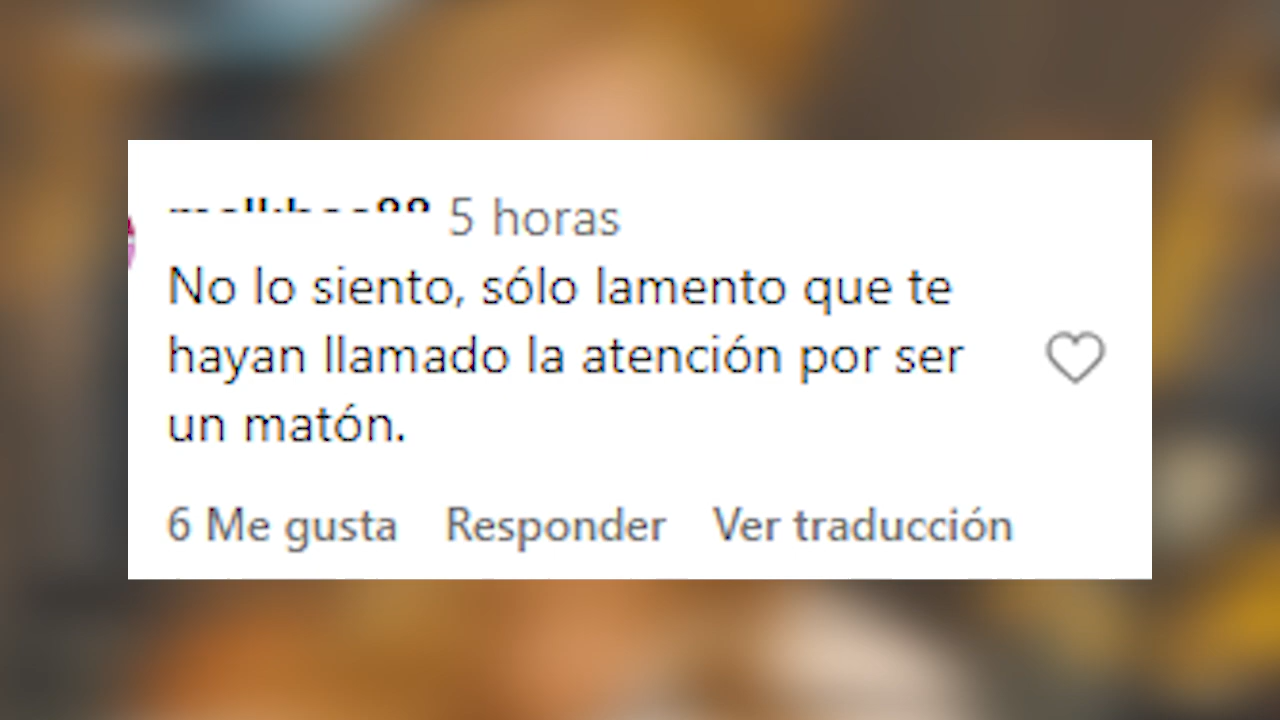 5 horas
No lo siento, sólo lamento que te
hayan llamado la atención por ser
un matón.
6 Me gusta Responder Ver traducción